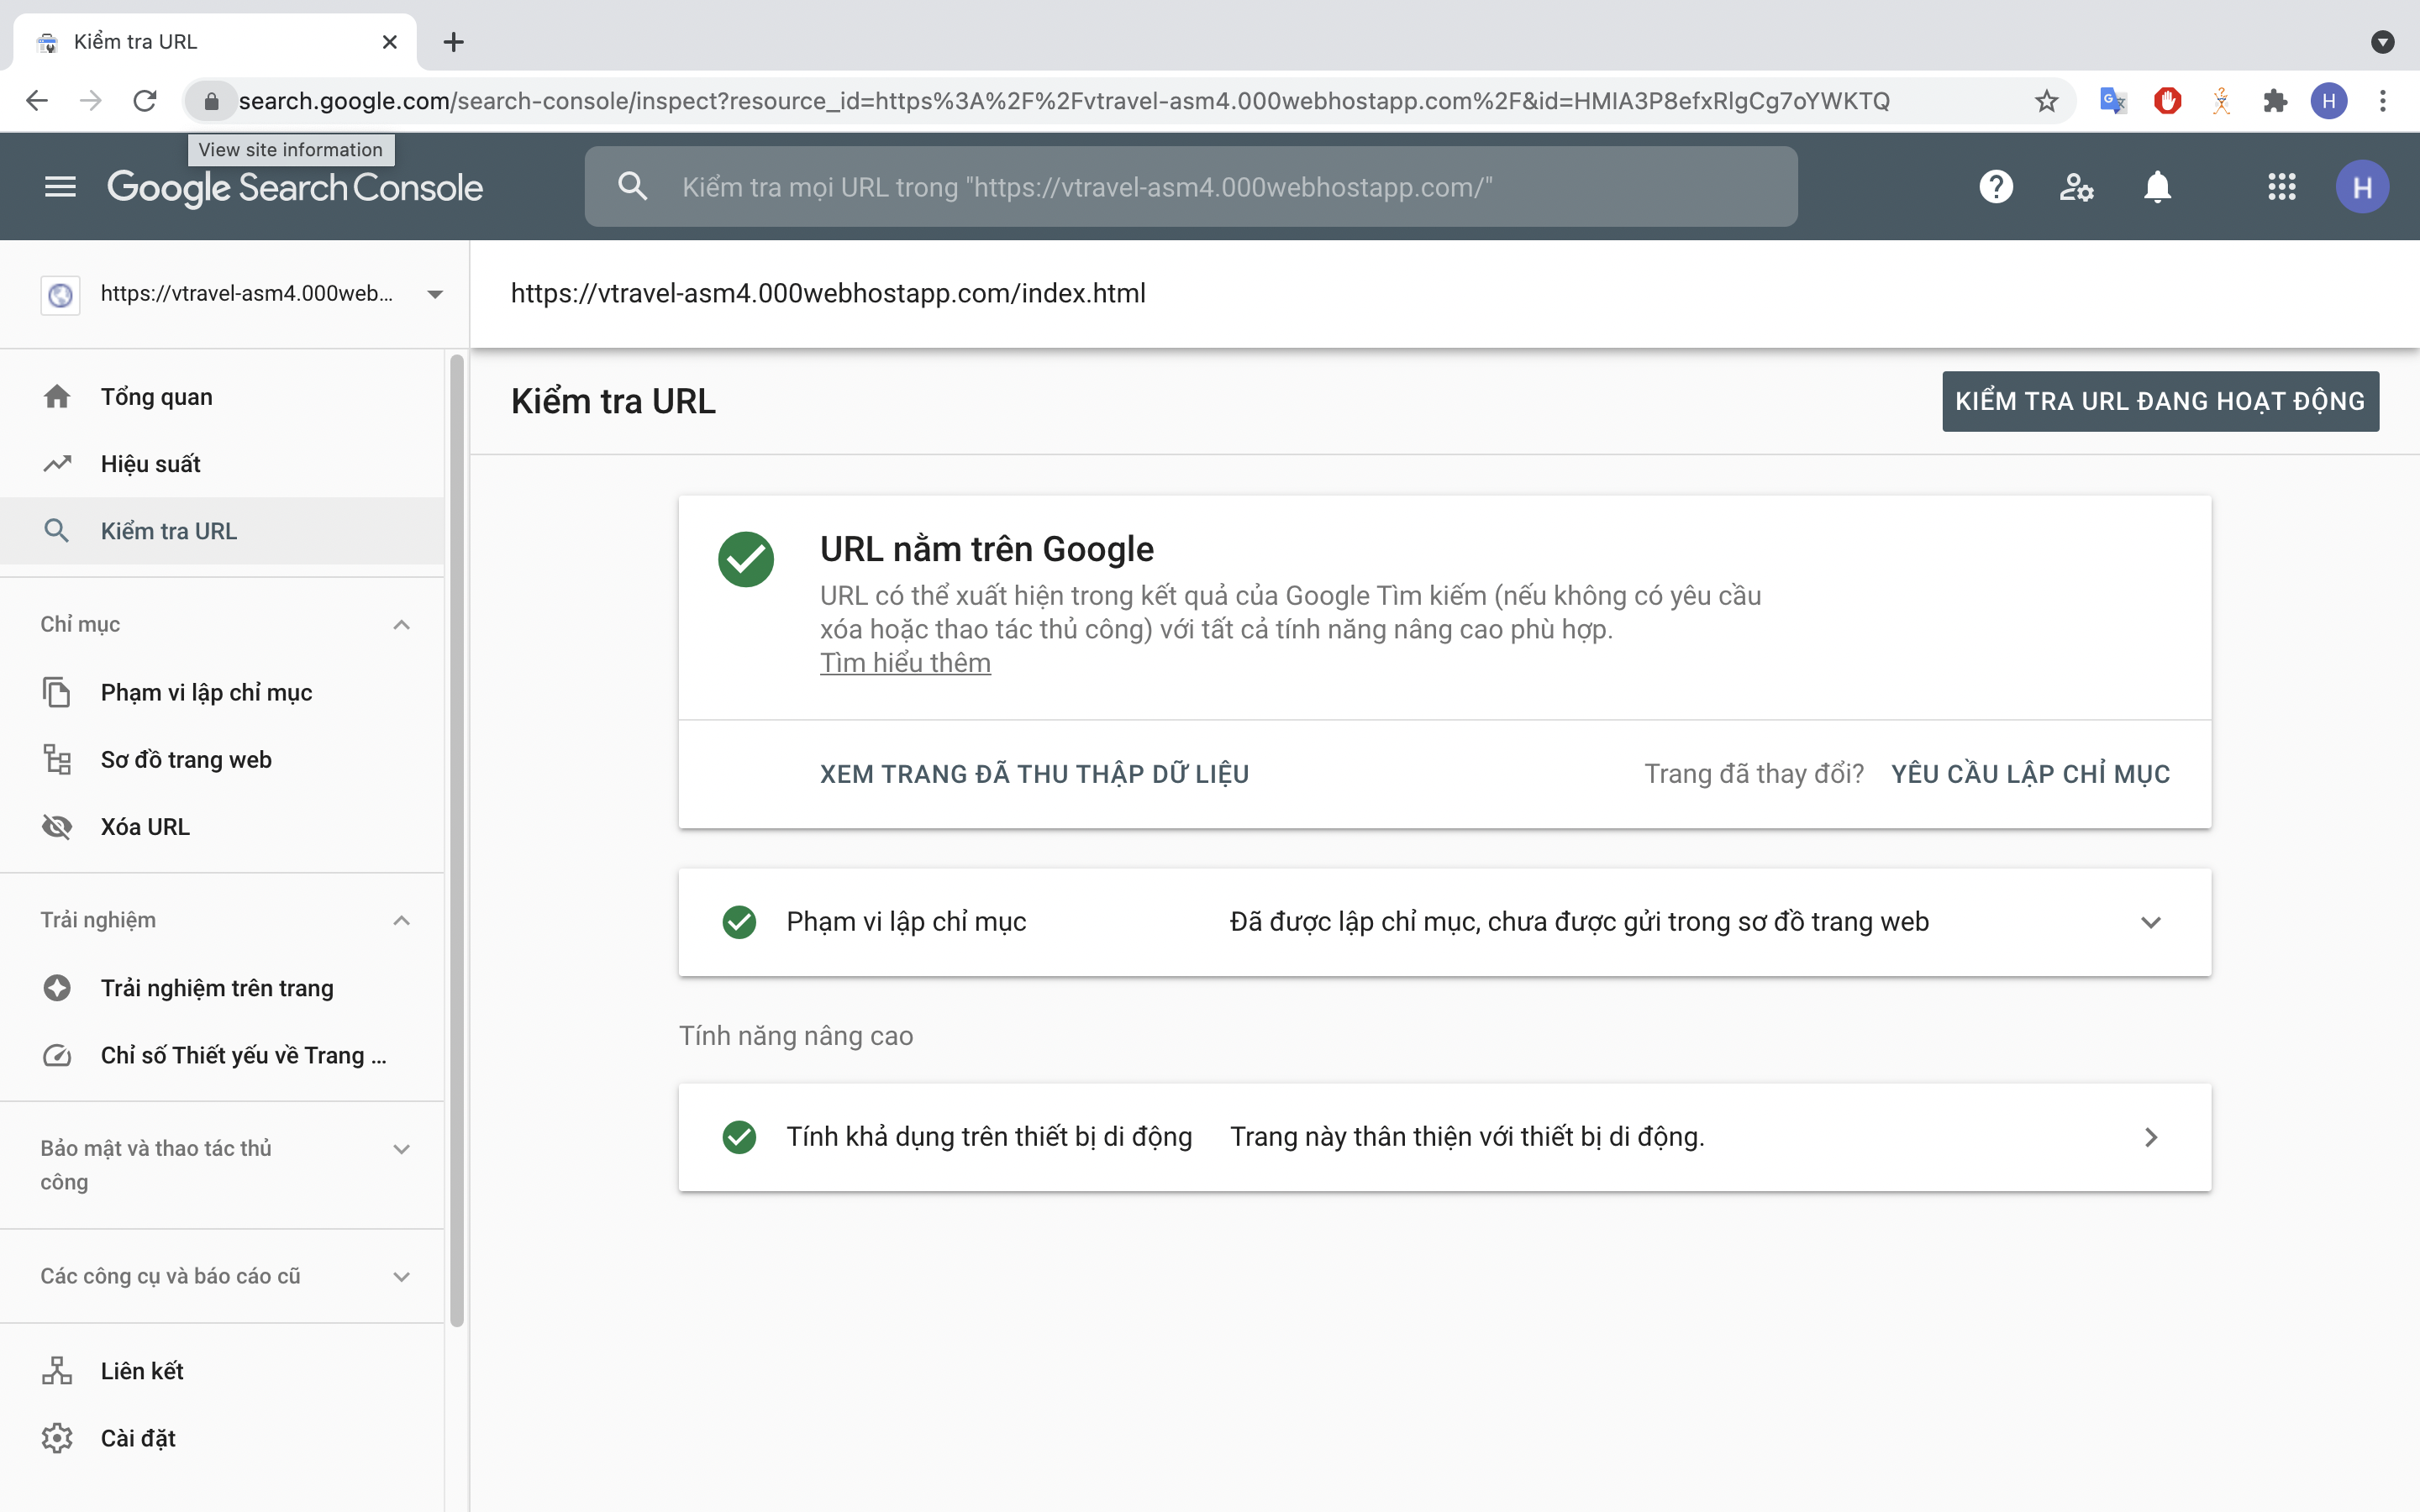 Kiểm tra URL
search.google.com/search-console/inspect?resource_id=https%3A%2F%2Fvtravel-asm4.000webhostapp.com%2F&id=HMIA3P8efxRlgCg7oYWKTQ
H
View site information
Google Search Console
Kiểm tra mọi URL trong "https://vtravel-asm4.000webhostapp.com/"
H
https://vtravel-asm4.000web...
https://vtravel-asm4.000webhostapp.com/index.html
Tổng quan
Hiệu suất
Kiểm tra URL
Chỉ mục
Phạm vi lập chỉ mục
Sơ đồ trang web
Xóa URL
Trải nghiệm
Trải nghiệm trên trang
Chỉ số Thiết yếu về Trang ...
Bảo mật và thao tác thủ
công
Các công cụ và báo cáo cũ
Liên kết
Cài đặt
Kiểm tra URL
KIỂM TRA URL ĐANG HOẠT ĐỘNG
URL nằm trên Google
URL có thể xuất hiện trong kết quả của Google Tìm kiếm (nếu không có yêu cầu
xóa hoặc thao tác thủ công) với tất cả tính năng nâng cao phù hợp.
Tìm hiểu thêm
XEM TRANG ĐÃ THU THẬP DỮ LIỆU
Trang đã thay đổi? YÊU CẦU LẬP CHỈ MỤC
Phạm vi lập chỉ mục Đã được lập chỉ mục, chưa được gửi trong sơ đồ trang web
Tính năng nâng cao
Tính khả dụng trên thiết bị di động Trang này thân thiện với thiết bị di động.